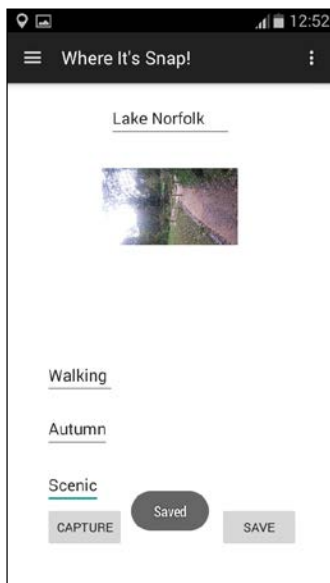 12:52
Where It's Snap!
Lake Norfolk
Walking
Autumn
Scenic
Saved
CAPTURE SAVE